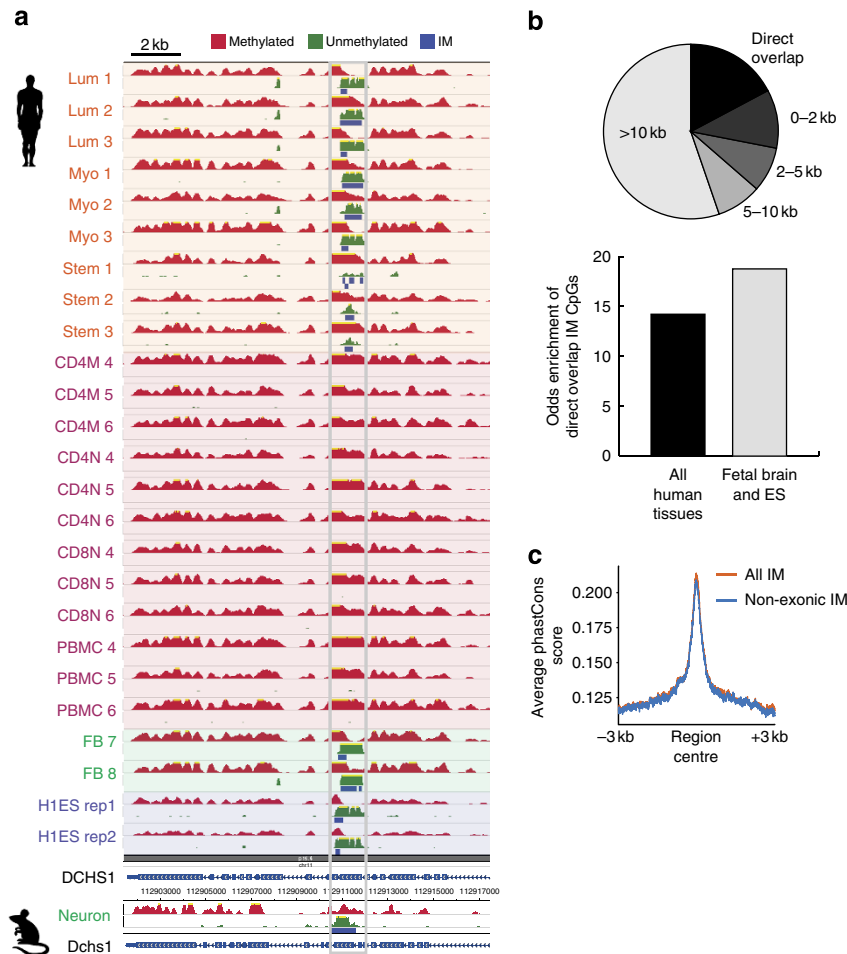 a
2 kb
Methylated
Unmethylated
IM
Lum 1
Lum 2
Lum 3
Myo 1
Myo 2
Myo 3
Stem 1
Stem 2
Stem 3
CD4M 4
CD4M 5
CD4M 6
CD4N 4
CD4N 5
CD4N 6
CD8N 4
CD8N 5
CD8N 6
PBMC 4
PBMC 5
PBMC 6
FB 7
FB 8
H1ES rep1
H1ES rep2
chr11
DCHS1
112903000 112905000 112907000 112909000 112911000 112913000 112915000 112917000
Neuron
Dchs1
b
Direct
overlap
0–2 kb
2–5 kb
5–10 kb
>10 kb
Odds enrichment of
direct overlap IM CpGs
20
15
10
5
0
All
human
tissues
Fetal brain
and ES
c
All IM
Non-exonic IM
Average phastCons
score
0.200
0.175
0.150
0.125
–3 kb
Region
centre
+3 kb